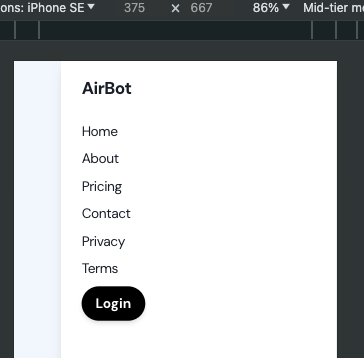 ons: iPhone SE ▼ 375 × 667 86% ▼ Mid-tier m
AirBot
Home
About
Pricing
Contact
Privacy
Terms
Login